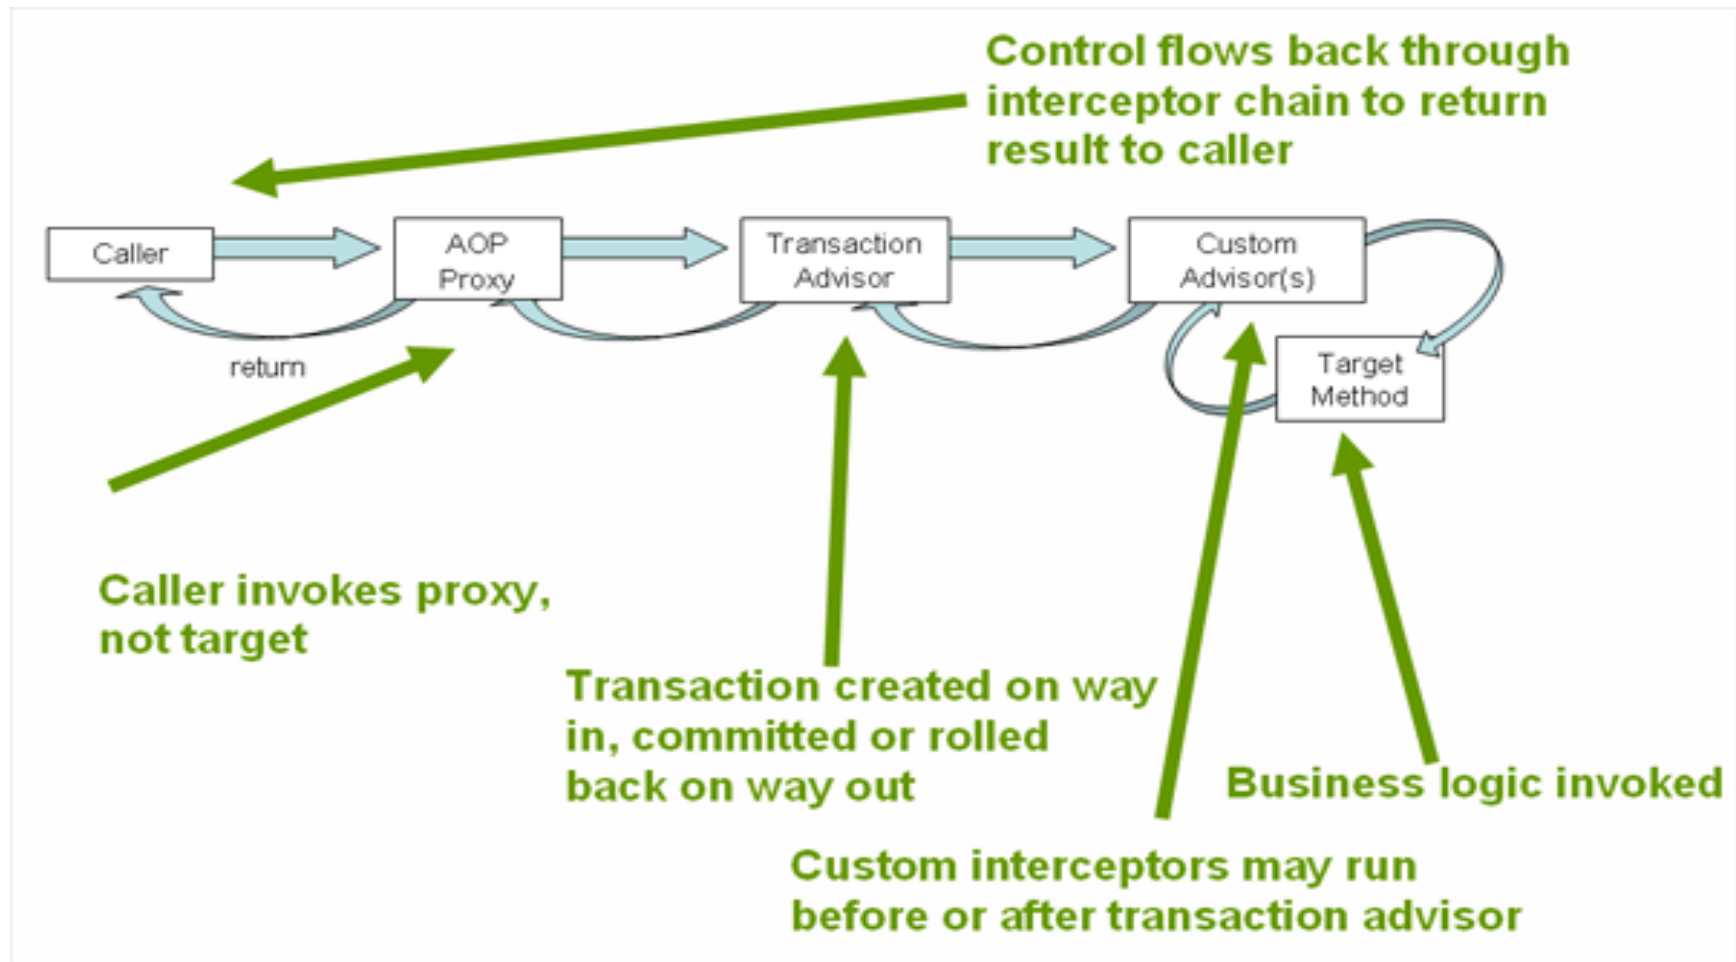 Control flows back through
interceptor chain to return
result to caller
Caller
AOP
Proxy
Transaction
Advisor
Custom
Advisor(s)
return
Target
Method
Caller invokes proxy,
not target
Transaction created on way
in, committed or rolled
back on way out
Business logic invoked
Custom interceptors may run
before or after transaction advisor